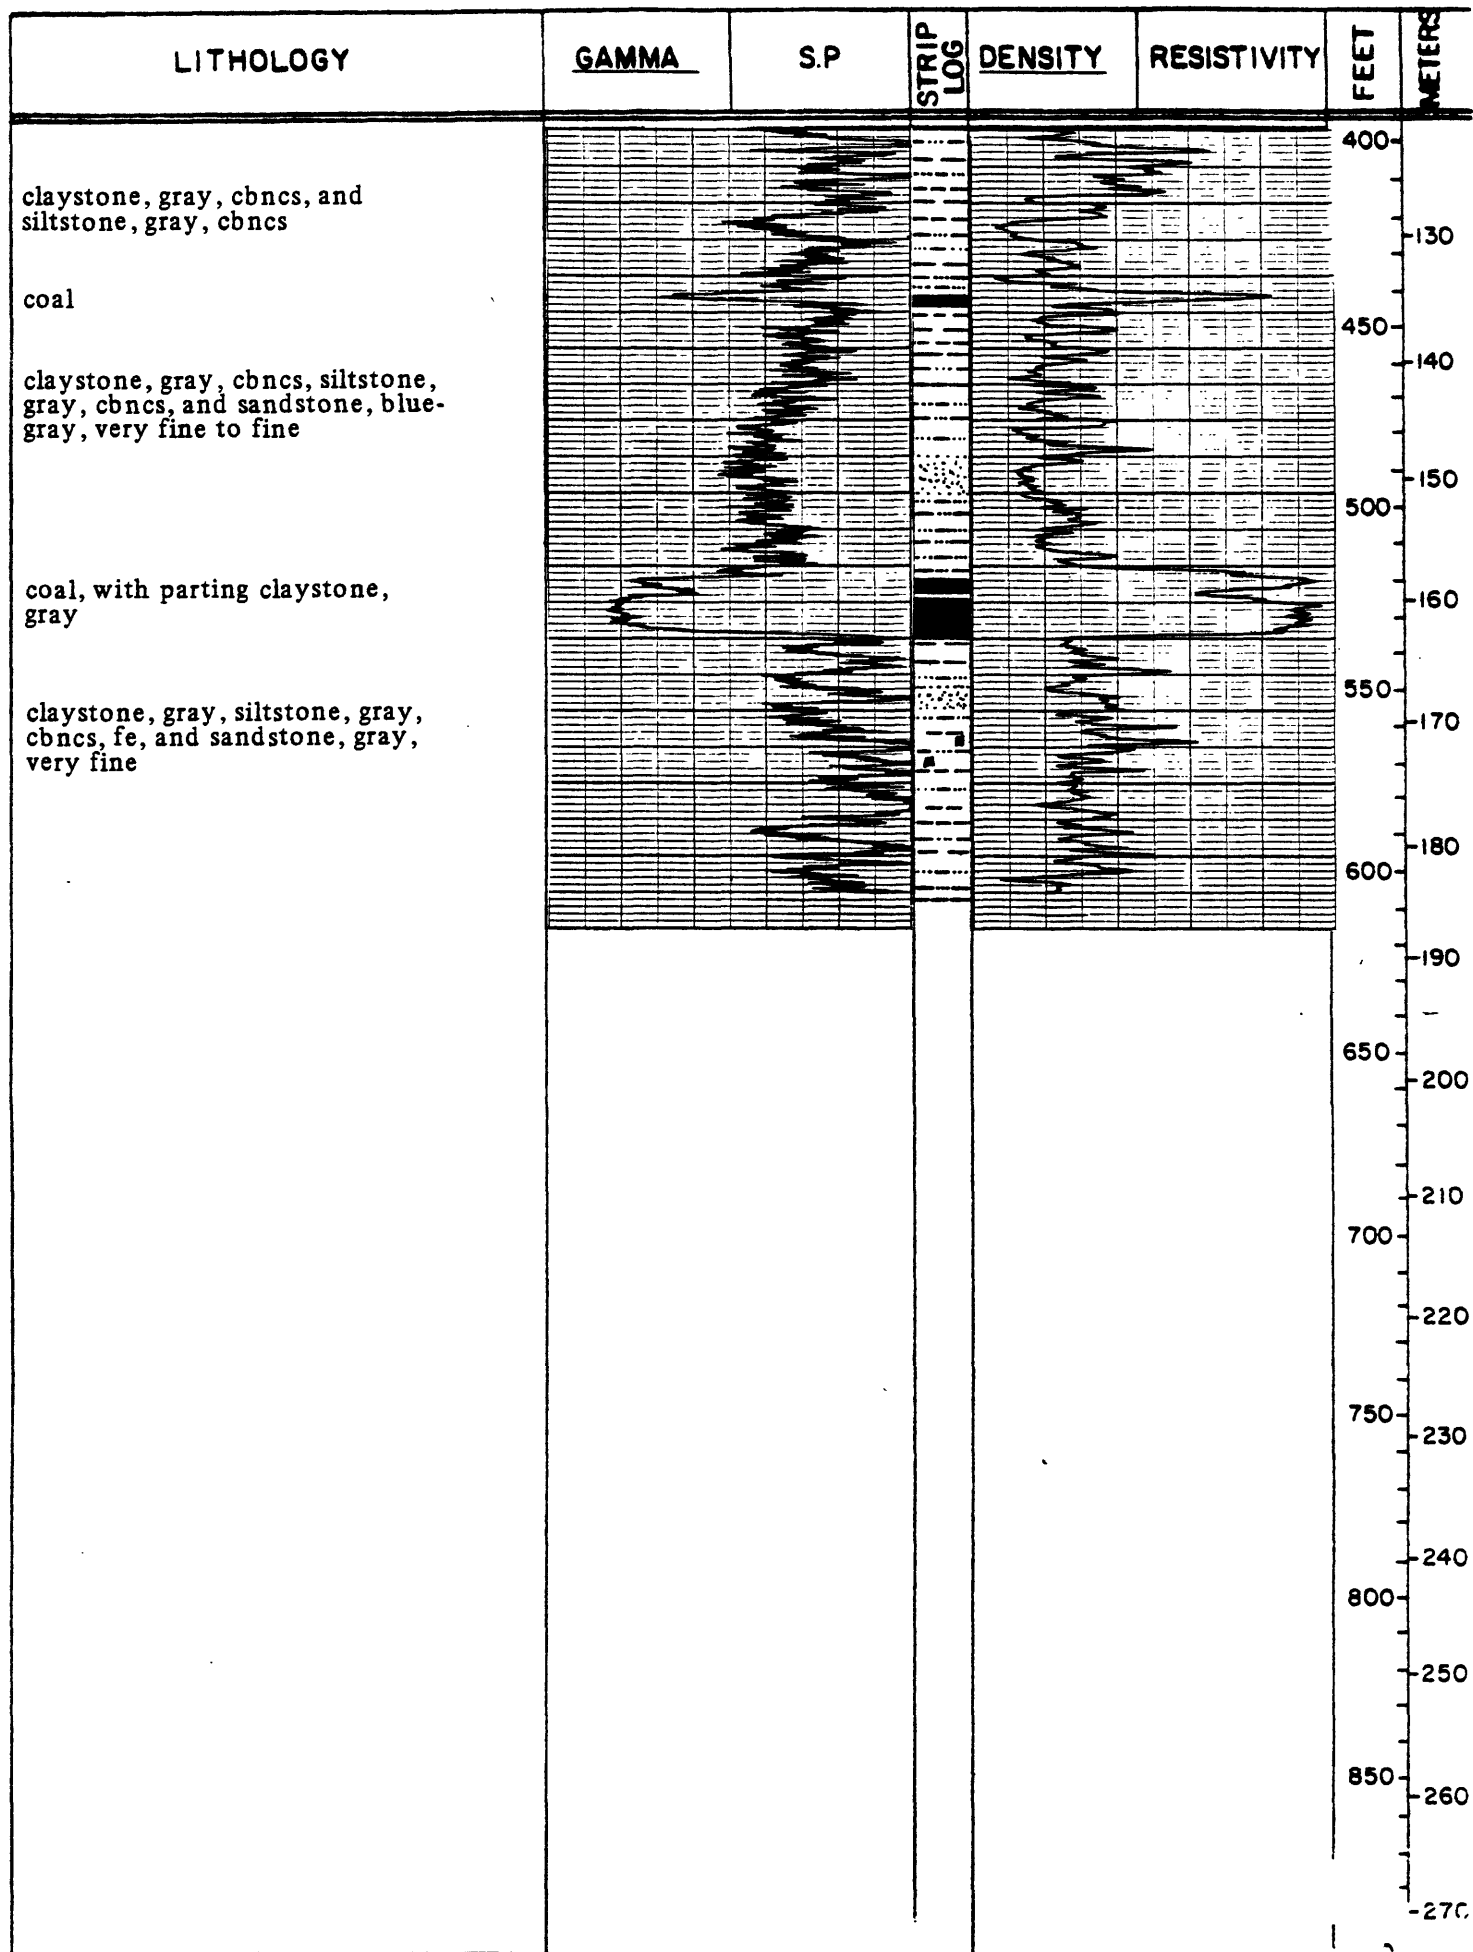 LITHOLOGY GAMMA S.P STRIP LOG DENSITY RESISTIVITY FEET METERS
400
claystone, gray, cbncs, and
siltstone, gray, cbncs
130
coal
450
140
claystone, gray, cbncs, siltstone,
gray, cbncs, and sandstone, blue-
gray, very fine to fine
150
500
coal, with parting claystone,
gray
160
550
claystone, gray, siltstone, gray,
cbncs, fe, and sandstone, gray,
very fine
170
180
600
190
650
200
210
700
220
750
230
240
800
250
850
260
270